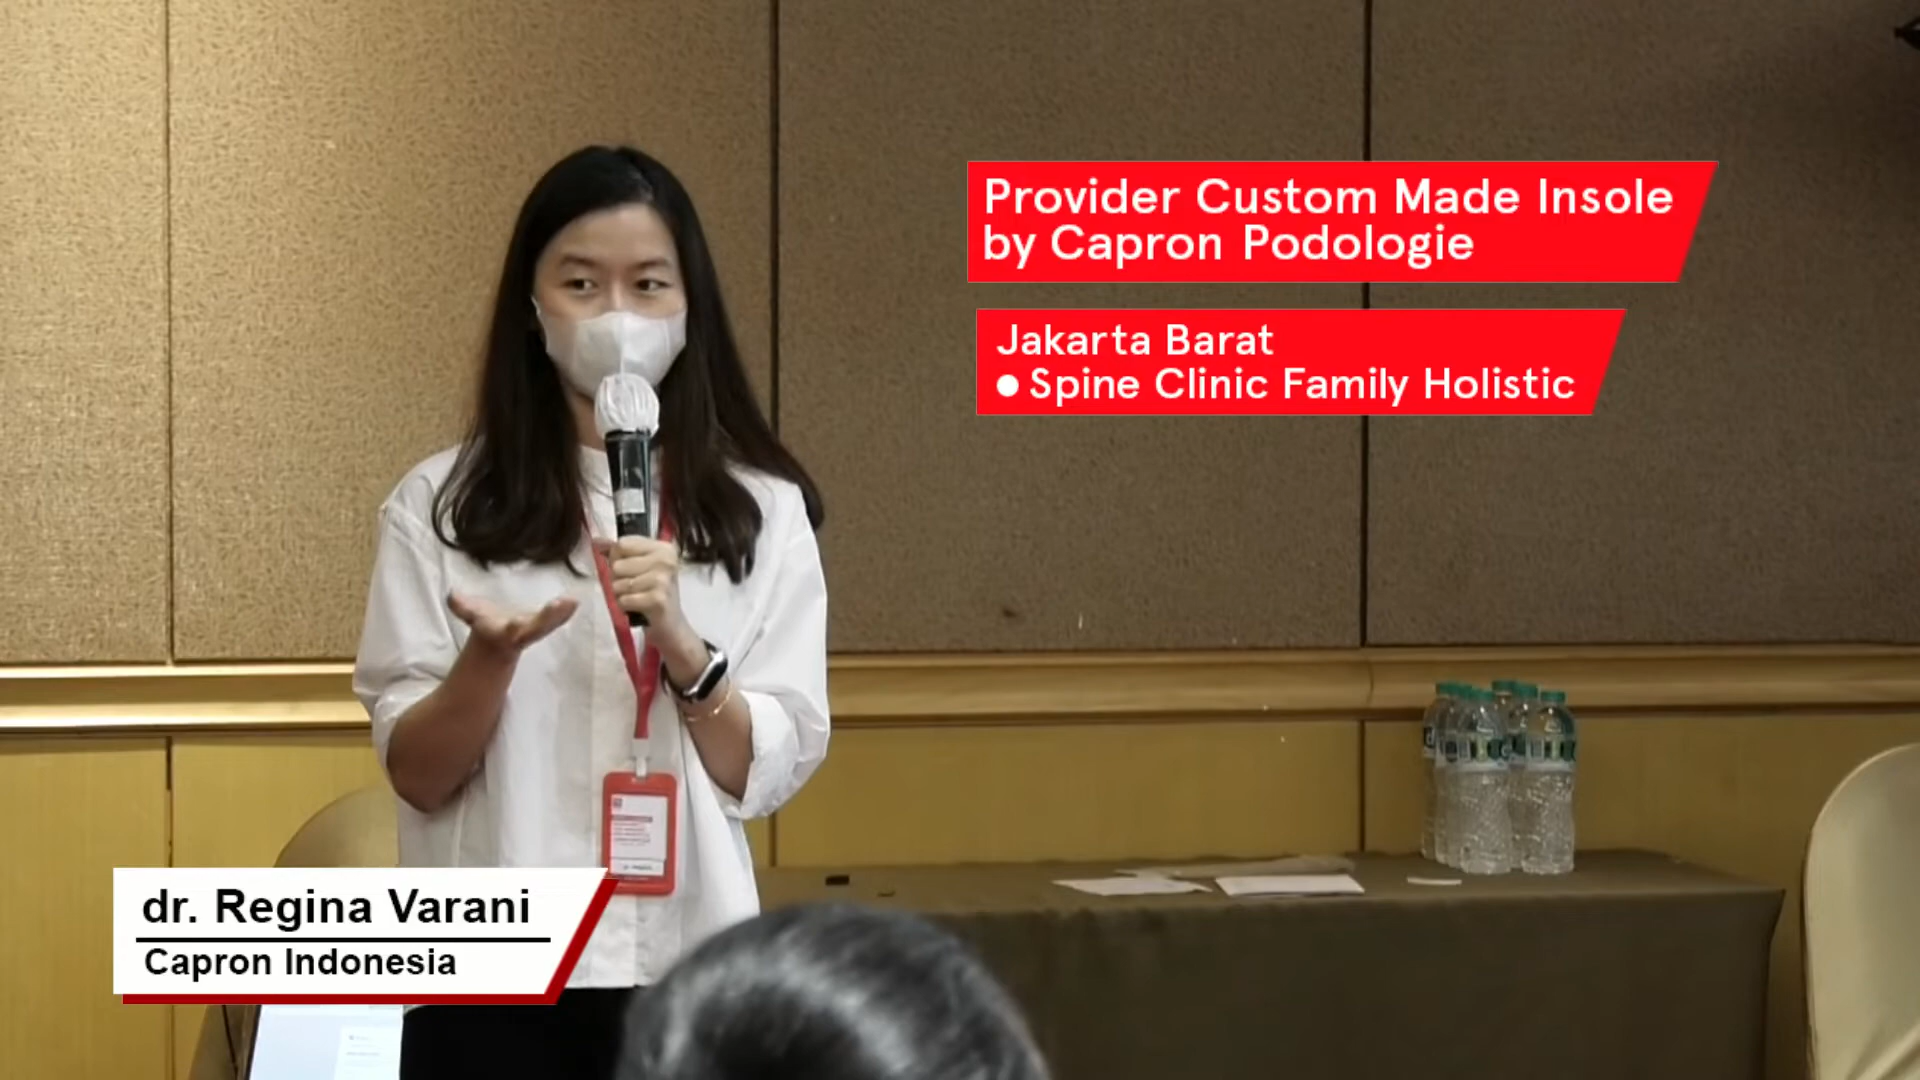 Provider Custom Made Insole
by Capron Podologie
Jakarta Barat
Spine Clinic Family Holistic
dr. Regina Varani
Capron Indonesia